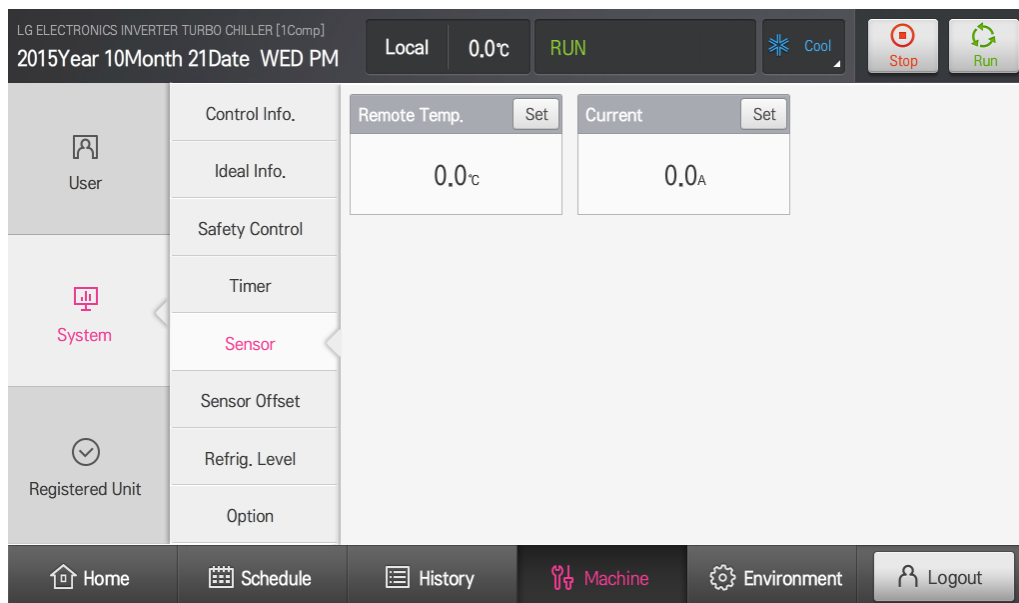 LG ELECTRONICS INVERTER TURBO CHILLER [1Comp]
2015Year 10Month 21Date WED PM
Local 0.0℃ RUN Cool Stop Run
User
System
Registered Unit
Control Info.
Ideal Info.
Safety Control
Timer
Sensor
Sensor Offset
Refrig. Level
Option
Remote Temp. Set
0.0℃
Current Set
0.0A
Home Schedule History Machine Environment Logout